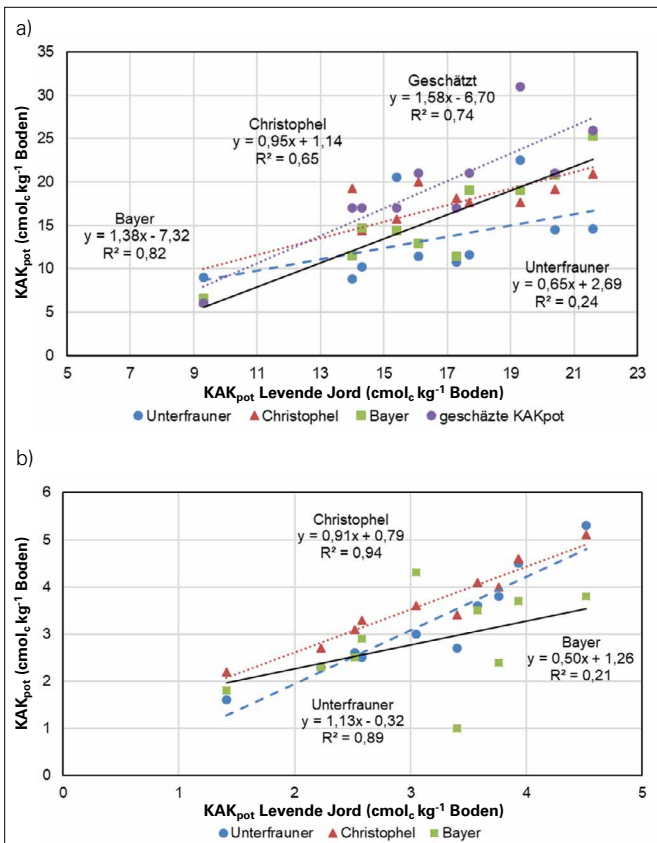 a)
35
30
25
20
15
10
5
0
KAKpot (cmolc kg-1 Boden)
Geschätzt
y = 1,58x - 6,70
R² = 0,74
Christophel
y = 0,95x + 1,14
R² = 0,65
Bayer
y = 1,38x - 7,32
R² = 0,82
Unterfrauner
y = 0,65x + 2,69
R² = 0,24
5 7 9 11 13 15 17 19 21 23
KAKpot Levende Jord (cmolc kg-1 Boden)
Unterfrauner Christophel Bayer geschäzte KAKpot
b)
6
5
4
3
2
1
0
KAKpot (cmolc kg-1 Boden)
Christophel
y = 0,91x + 0,79
R² = 0,94
Bayer
y = 0,50x + 1,26
R² = 0,21
Unterfrauner
y = 1,13x - 0,32
R² = 0,89
0 1 2 3 4 5
KAKpot Levende Jord (cmolc kg-1 Boden)
Unterfrauner Christophel Bayer